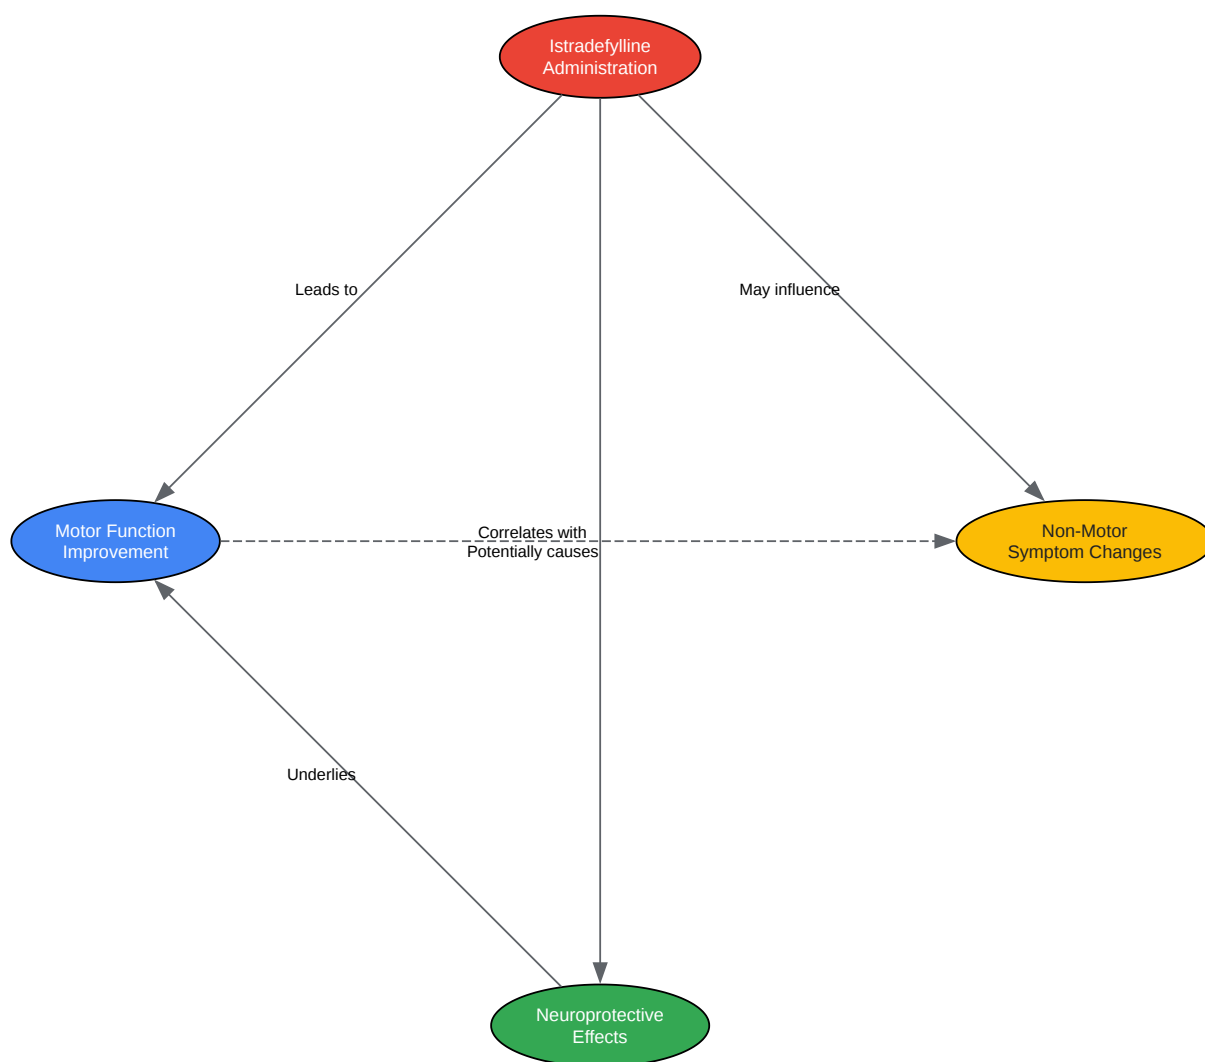 Istradefylline
Administration
Leads to
May influence
Motor Function
Improvement
Correlates with
Potentially causes
Non-Motor
Symptom Changes
Underlies
Neuroprotective
Effects